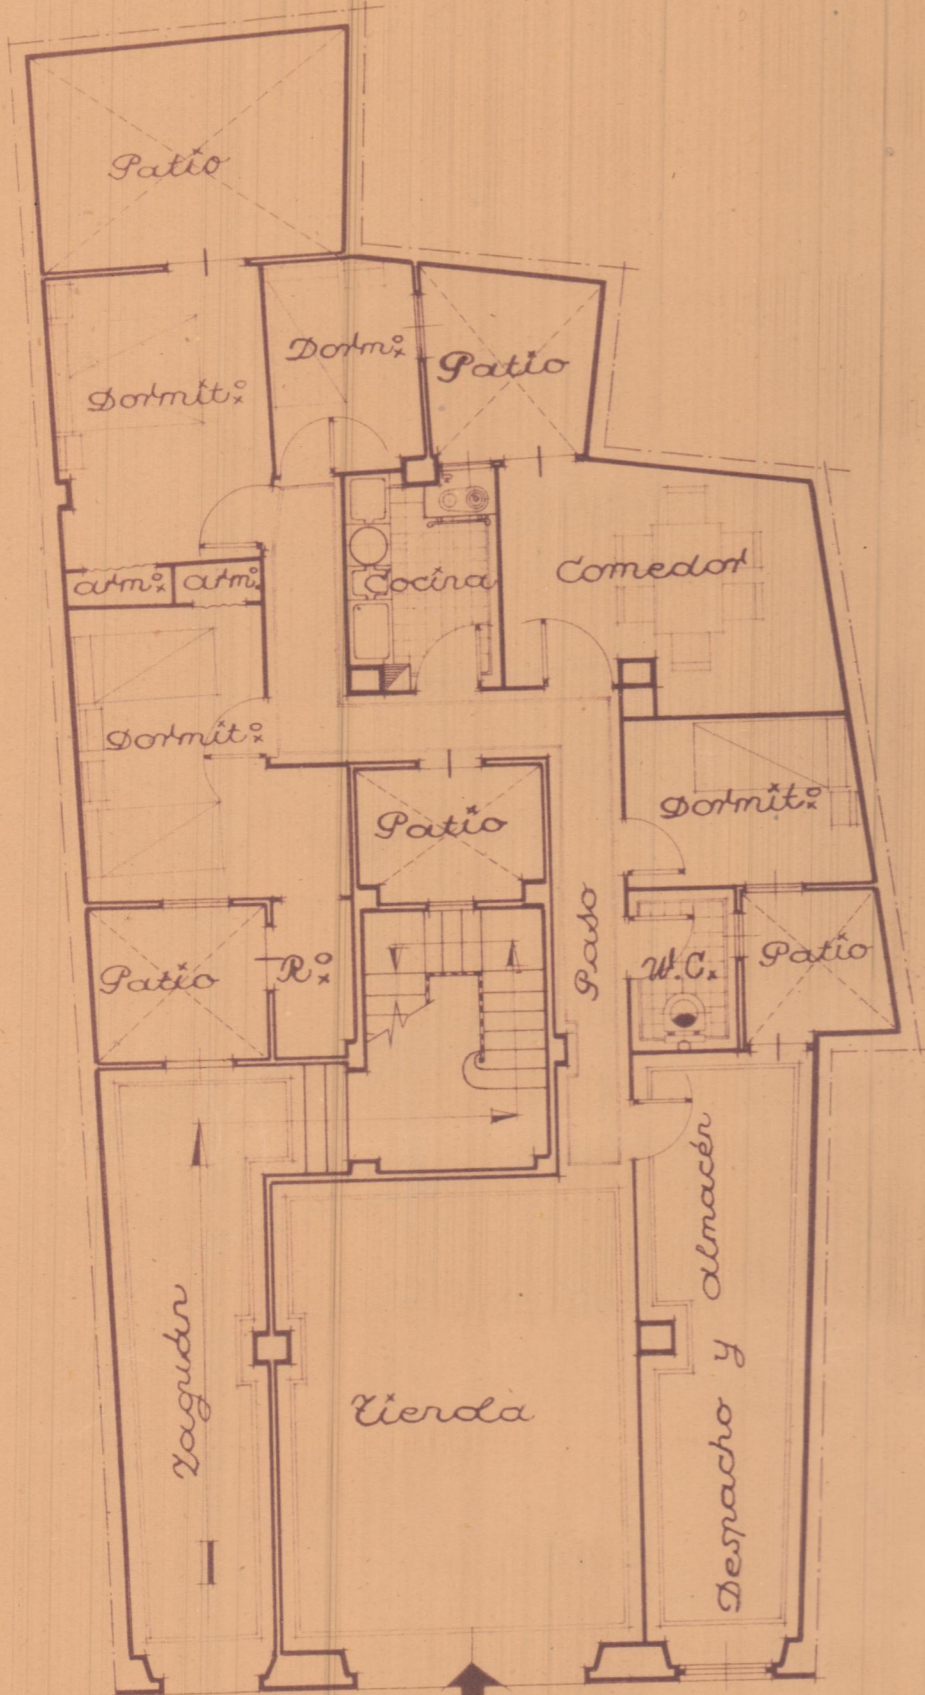 Patio
Dormº
Patio
Dormitº
Comedor
Cocina
armº
armº
Dormitº
Dormitº
Patio
Paso
W.C.
Patio
Patio
Rº
Zaguán
Tienda
Despacho y almacén